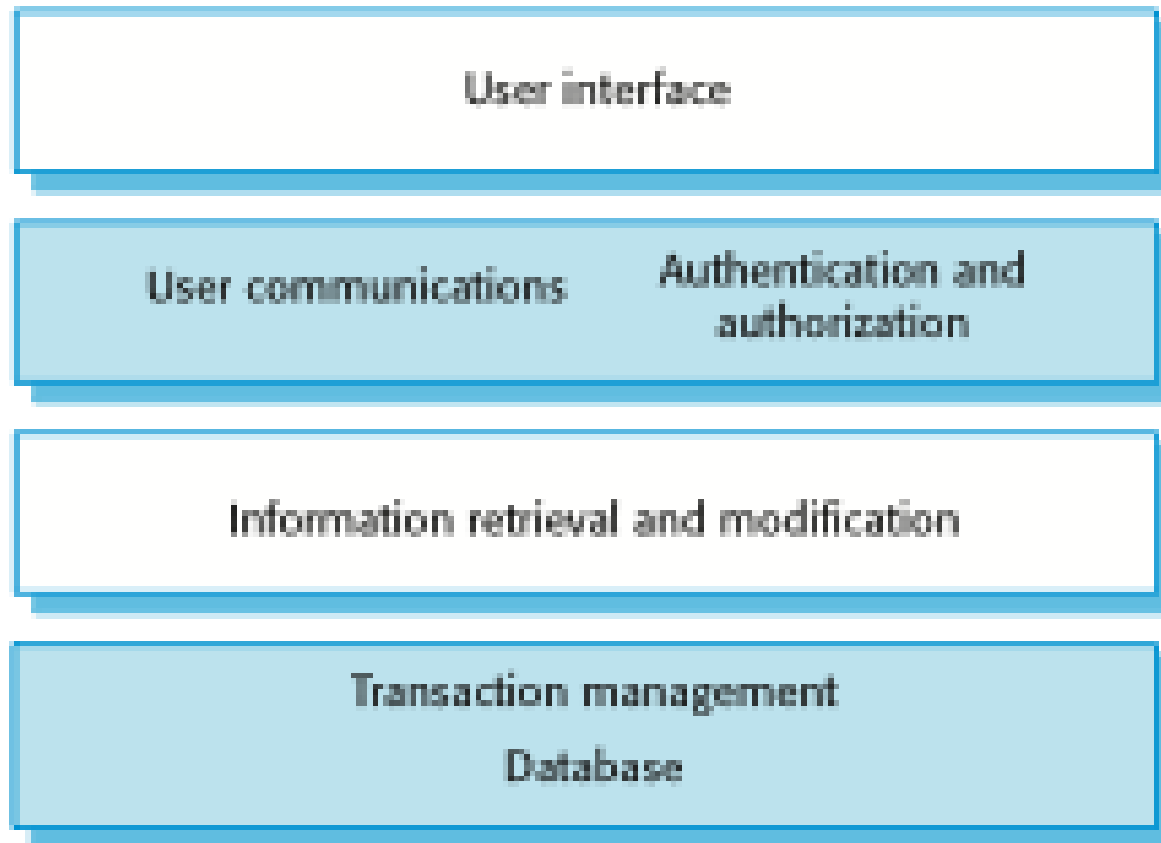 User interface
User communications
Authentication and
authorization
Information retrieval and modification
Transaction management
Database